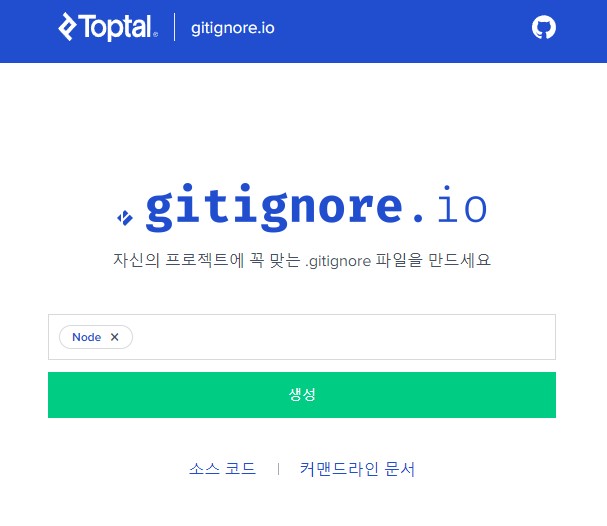 Toptal | gitignore.io
.gitignore.io
자신의 프로젝트에 꼭 맞는 .gitignore 파일을 만드세요
Node ×
생성
소스 코드 | 커맨드라인 문서